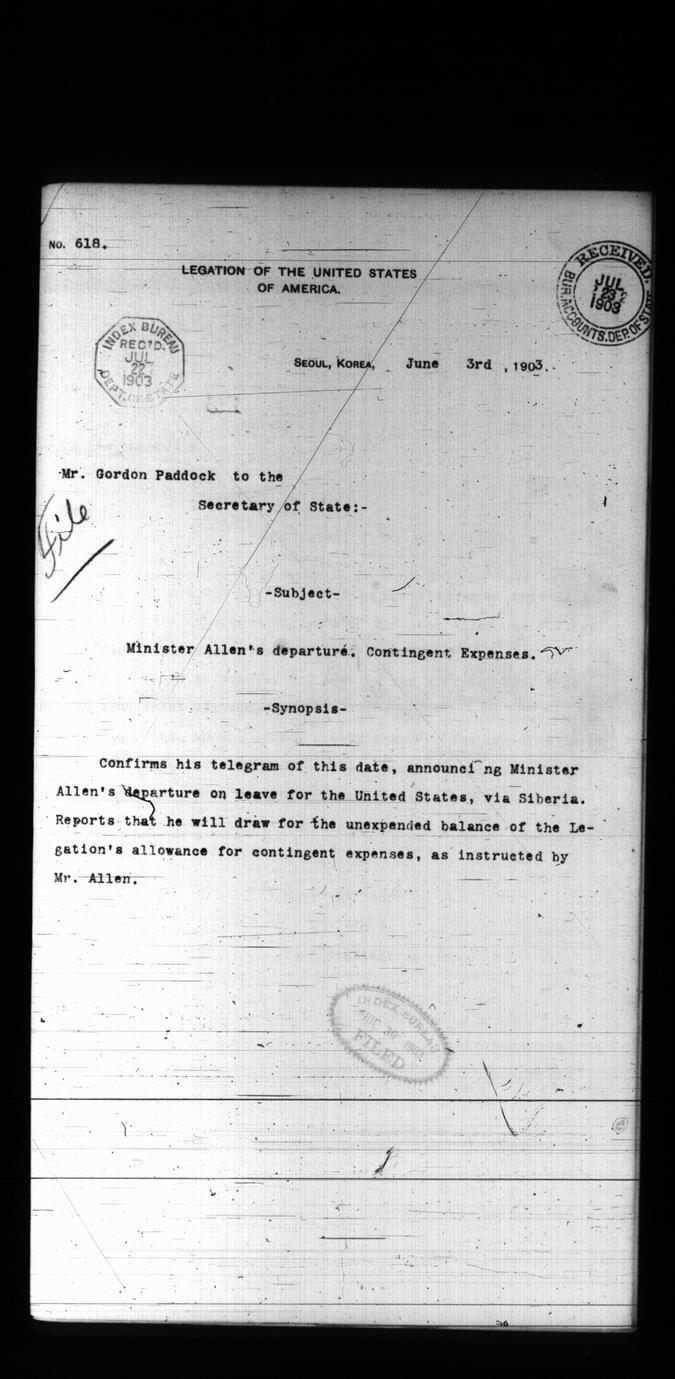 No. 618.
LEGATION OF THE UNITED STATES
OF AMERICA.
RECEIVED.
JUL
23
1903
BUR. ACCOUNTS. DEP. OF STATE
INDEX BUREAU
REC'D.
JUL
22
1903
DEPT. OF STATE
SEOUL, KOREA, June 3rd , 1903.
Mr. Gordon Paddock to the
Secretary of State:-
File
-Subject-
Minister Allen's departure. Contingent Expenses.
-Synopsis-
Confirms his telegram of this date, announcing Minister
Allen's departure on leave for the United States, via Siberia.
Reports that he will draw for the unexpended balance of the Le-
gation's allowance for contingent expenses, as instructed by
Mr. Allen.
INDEX BUREAU
JUL 1903
FILED